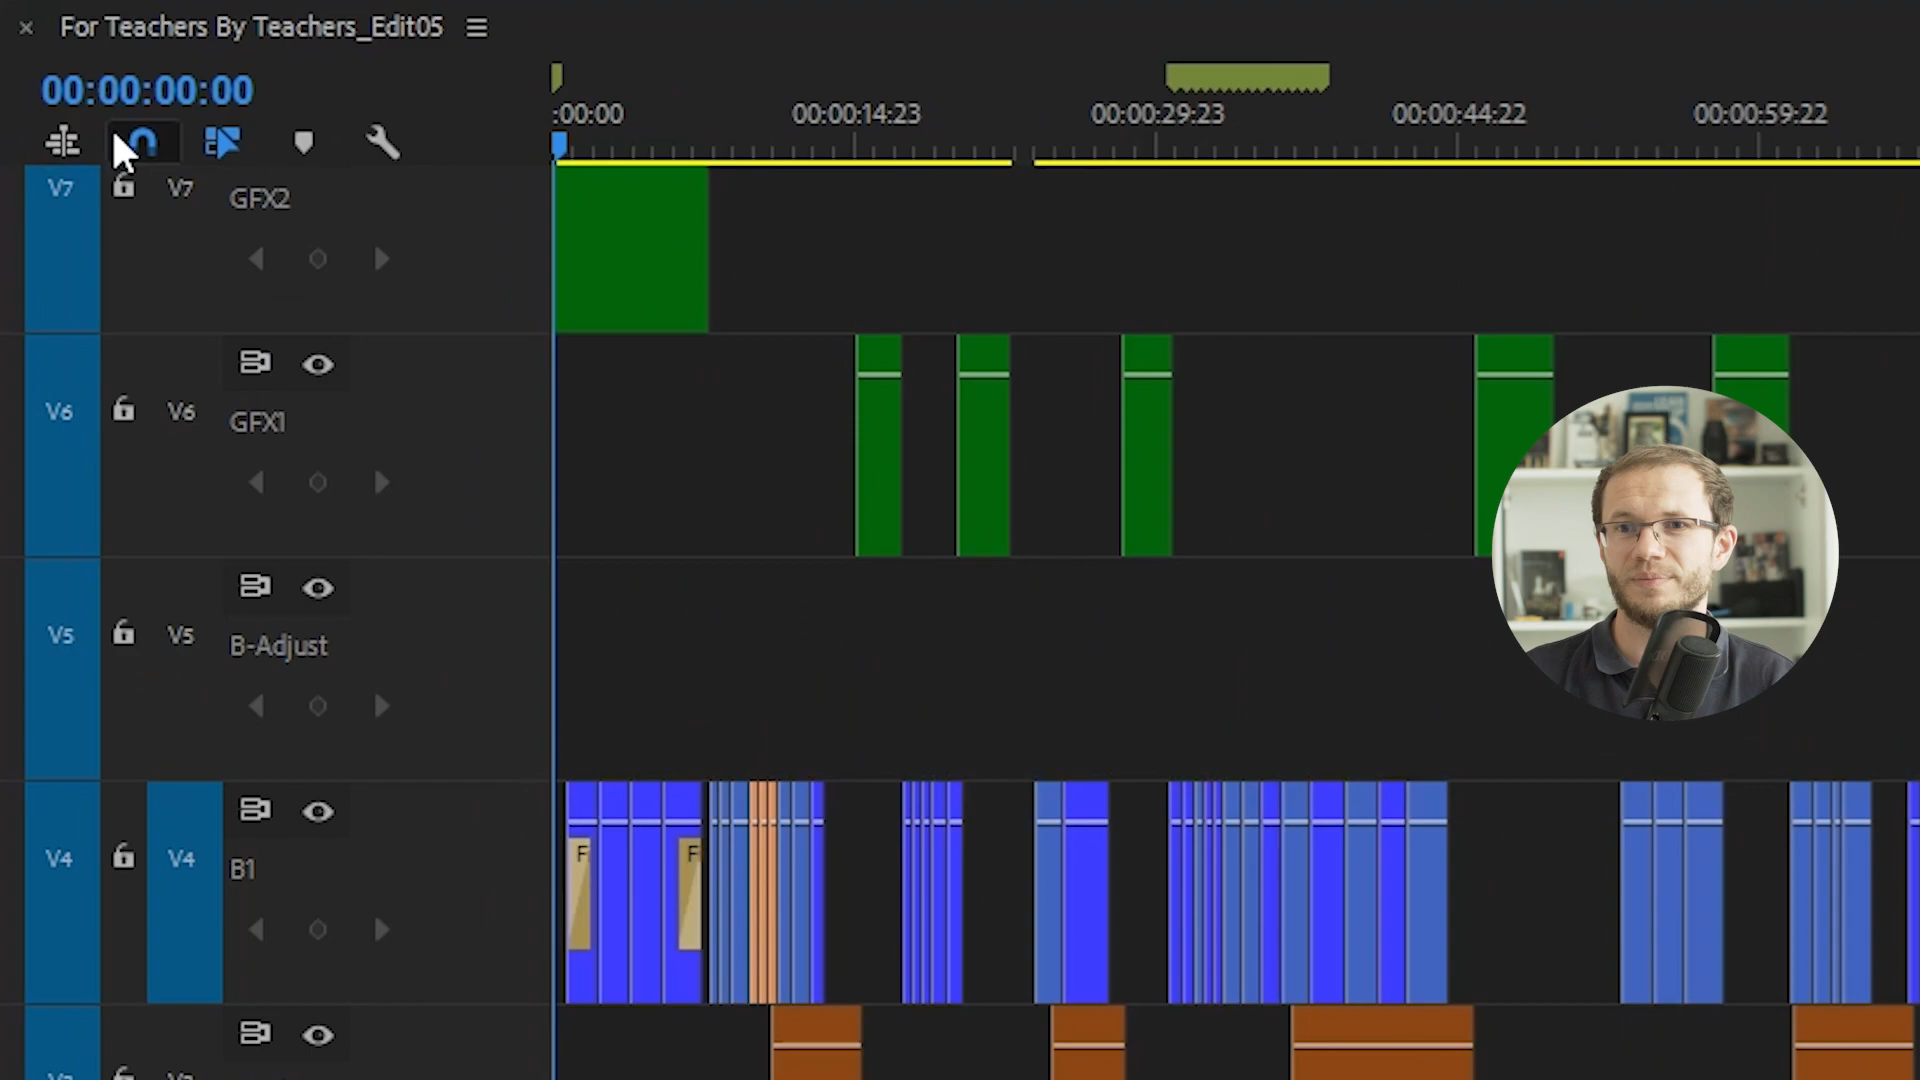 × For Teachers By Teachers_Edit05
00:00:00:00
:00:00 00:00:14:23 00:00:29:23 00:00:44:22 00:00:59:22
V7 V7 GFX2
V6 V6 GFX1
V5 V5 B-Adjust
V4 V4 B1
F F